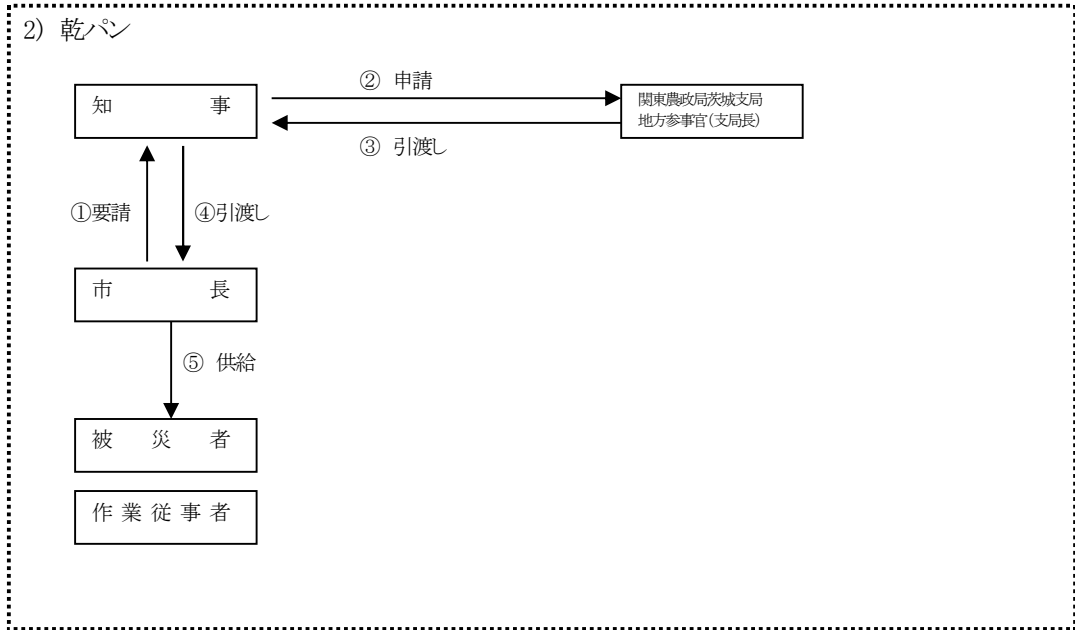 2) 乾パン
② 申請
知 事
関東農政局茨城支局
地方参事官(支局長)
③ 引渡し
①要請
④引渡し
市 長
⑤ 供給
被 災 者
作 業 従 事 者